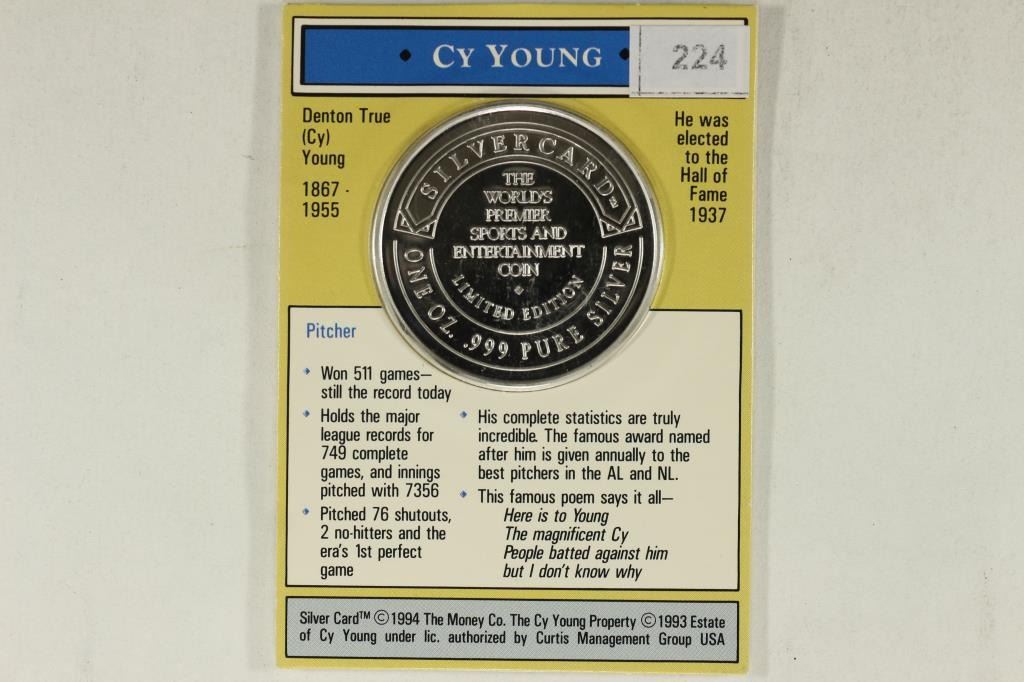 • CY YOUNG •
224
Denton True
(Cy)
Young
1867 -
1955
He was
elected
to the
Hall of
Fame
1937
SILVER CARD™
THE
WORLD'S
PREMIER
SPORTS AND
ENTERTAINMENT
COIN
LIMITED EDITION
ONE OZ. .999 PURE SILVER
Pitcher
Won 511 games—
still the record today
Holds the major
league records for
749 complete
games, and innings
pitched with 7356
Pitched 76 shutouts,
2 no-hitters and the
era's 1st perfect
game
His complete statistics are truly
incredible. The famous award named
after him is given annually to the
best pitchers in the AL and NL.
This famous poem says it all—
Here is to Young
The magnificent Cy
People batted against him
but I don't know why
Silver Card™ ©1994 The Money Co. The Cy Young Property ©1993 Estate
of Cy Young under lic. authorized by Curtis Management Group USA